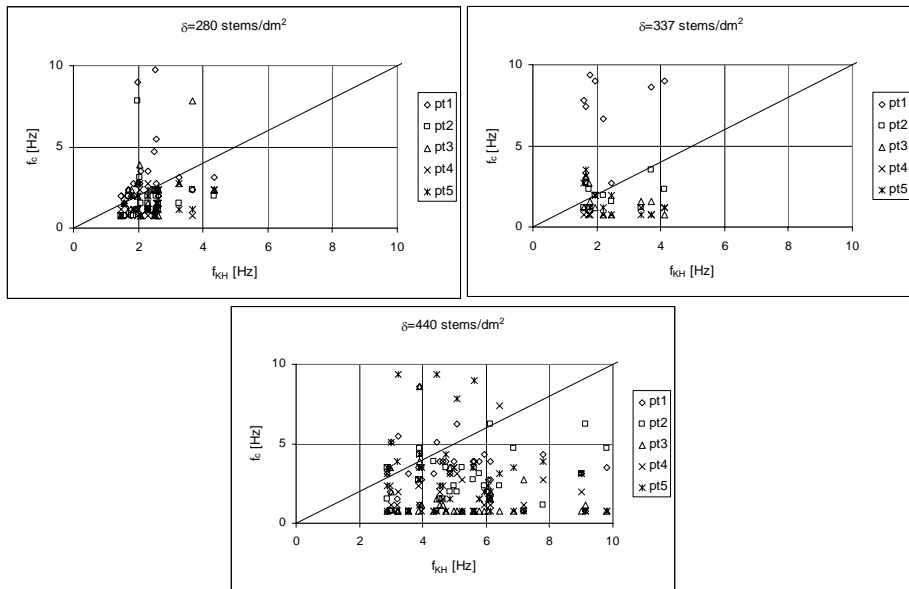 δ=280 stems/dm²
10
5
0
0 2 4 6 8 10
f_c [Hz]
f_KH [Hz]
pt1
pt2
pt3
pt4
pt5
δ=337 stems/dm²
10
5
0
0 2 4 6 8 10
f_c [Hz]
f_KH [Hz]
pt1
pt2
pt3
pt4
pt5
δ=440 stems/dm²
10
5
0
0 2 4 6 8 10
f_c [Hz]
f_KH [Hz]
pt1
pt2
pt3
pt4
pt5